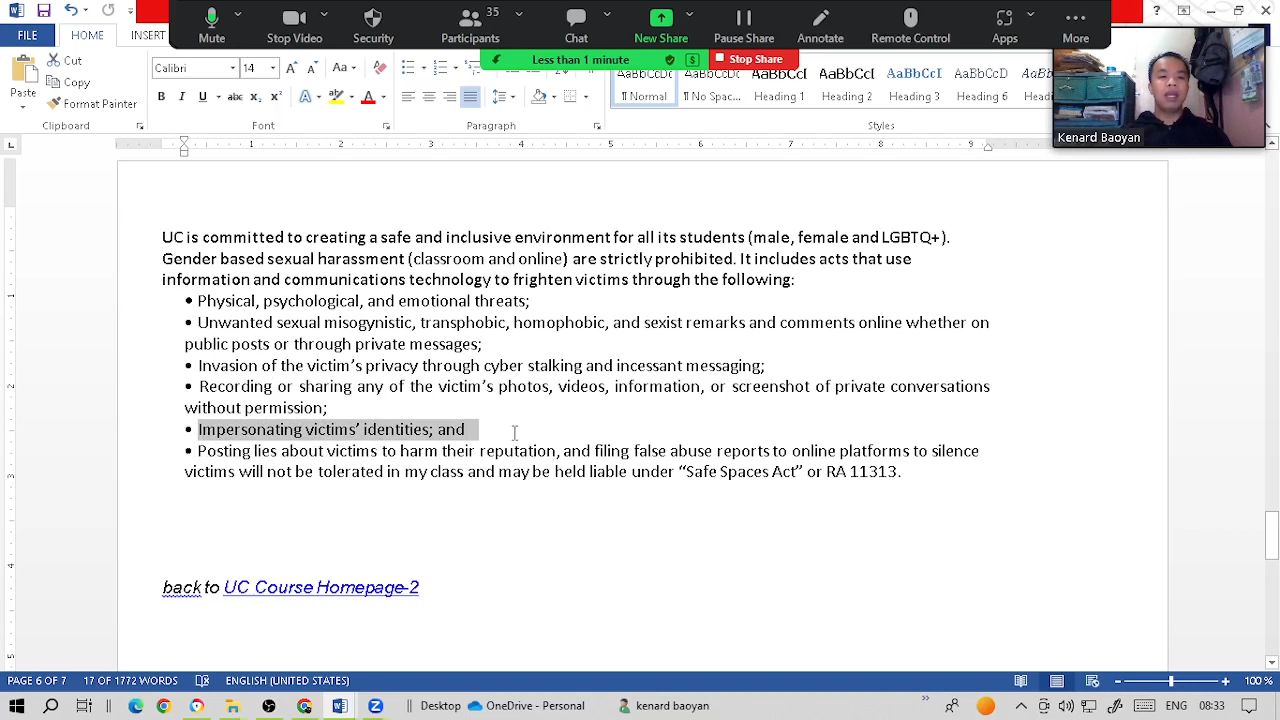 35
Mute
Stop Video
Security
Participants
Chat
New Share
Pause Share
Annotate
Remote Control
Apps
More
Less than 1 minute
Stop Share
FILE
HOME
INSERT
Cut
Copy
Format Painter
Paste
Clipboard
Calibri
14
Font
Paragraph
AaBbCcI
¶ Normal
¶ No Spac...
Heading 1
Heading 2
Heading 3
Heading 6
Heading
Styles
Kenard Baoyan
UC is committed to creating a safe and inclusive environment for all its students (male, female and LGBTQ+).
Gender based sexual harassment (classroom and online) are strictly prohibited. It includes acts that use
information and communications technology to frighten victims through the following:
• Physical, psychological, and emotional threats;
• Unwanted sexual misogynistic, transphobic, homophobic, and sexist remarks and comments online whether on
public posts or through private messages;
• Invasion of the victim’s privacy through cyber stalking and incessant messaging;
• Recording or sharing any of the victim’s photos, videos, information, or screenshot of private conversations
without permission;
• Impersonating victims’ identities; and
• Posting lies about victims to harm their reputation, and filing false abuse reports to online platforms to silence
victims will not be tolerated in my class and may be held liable under “Safe Spaces Act” or RA 11313.
back to UC Course Homepage-2
PAGE 6 OF 7 17 OF 1772 WORDS ENGLISH (UNITED STATES) 100 %
Desktop OneDrive - Personal kenard baoyan ENG 08:33